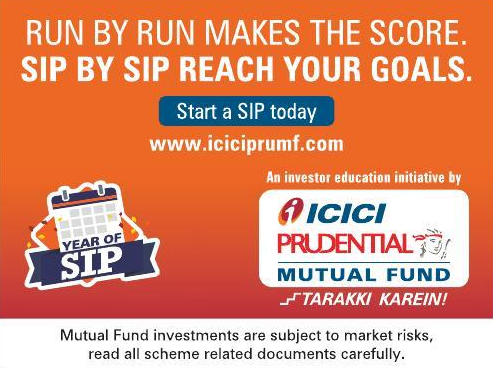 RUN BY RUN MAKES THE SCORE.
SIP BY SIP REACH YOUR GOALS.
Start a SIP today
www.iciciprumf.com
An investor education initiative by
YEAR OF
SIP
ICICI
PRUDENTIAL
MUTUAL FUND
TARAKKI KAREIN!
Mutual Fund investments are subject to market risks,
read all scheme related documents carefully.